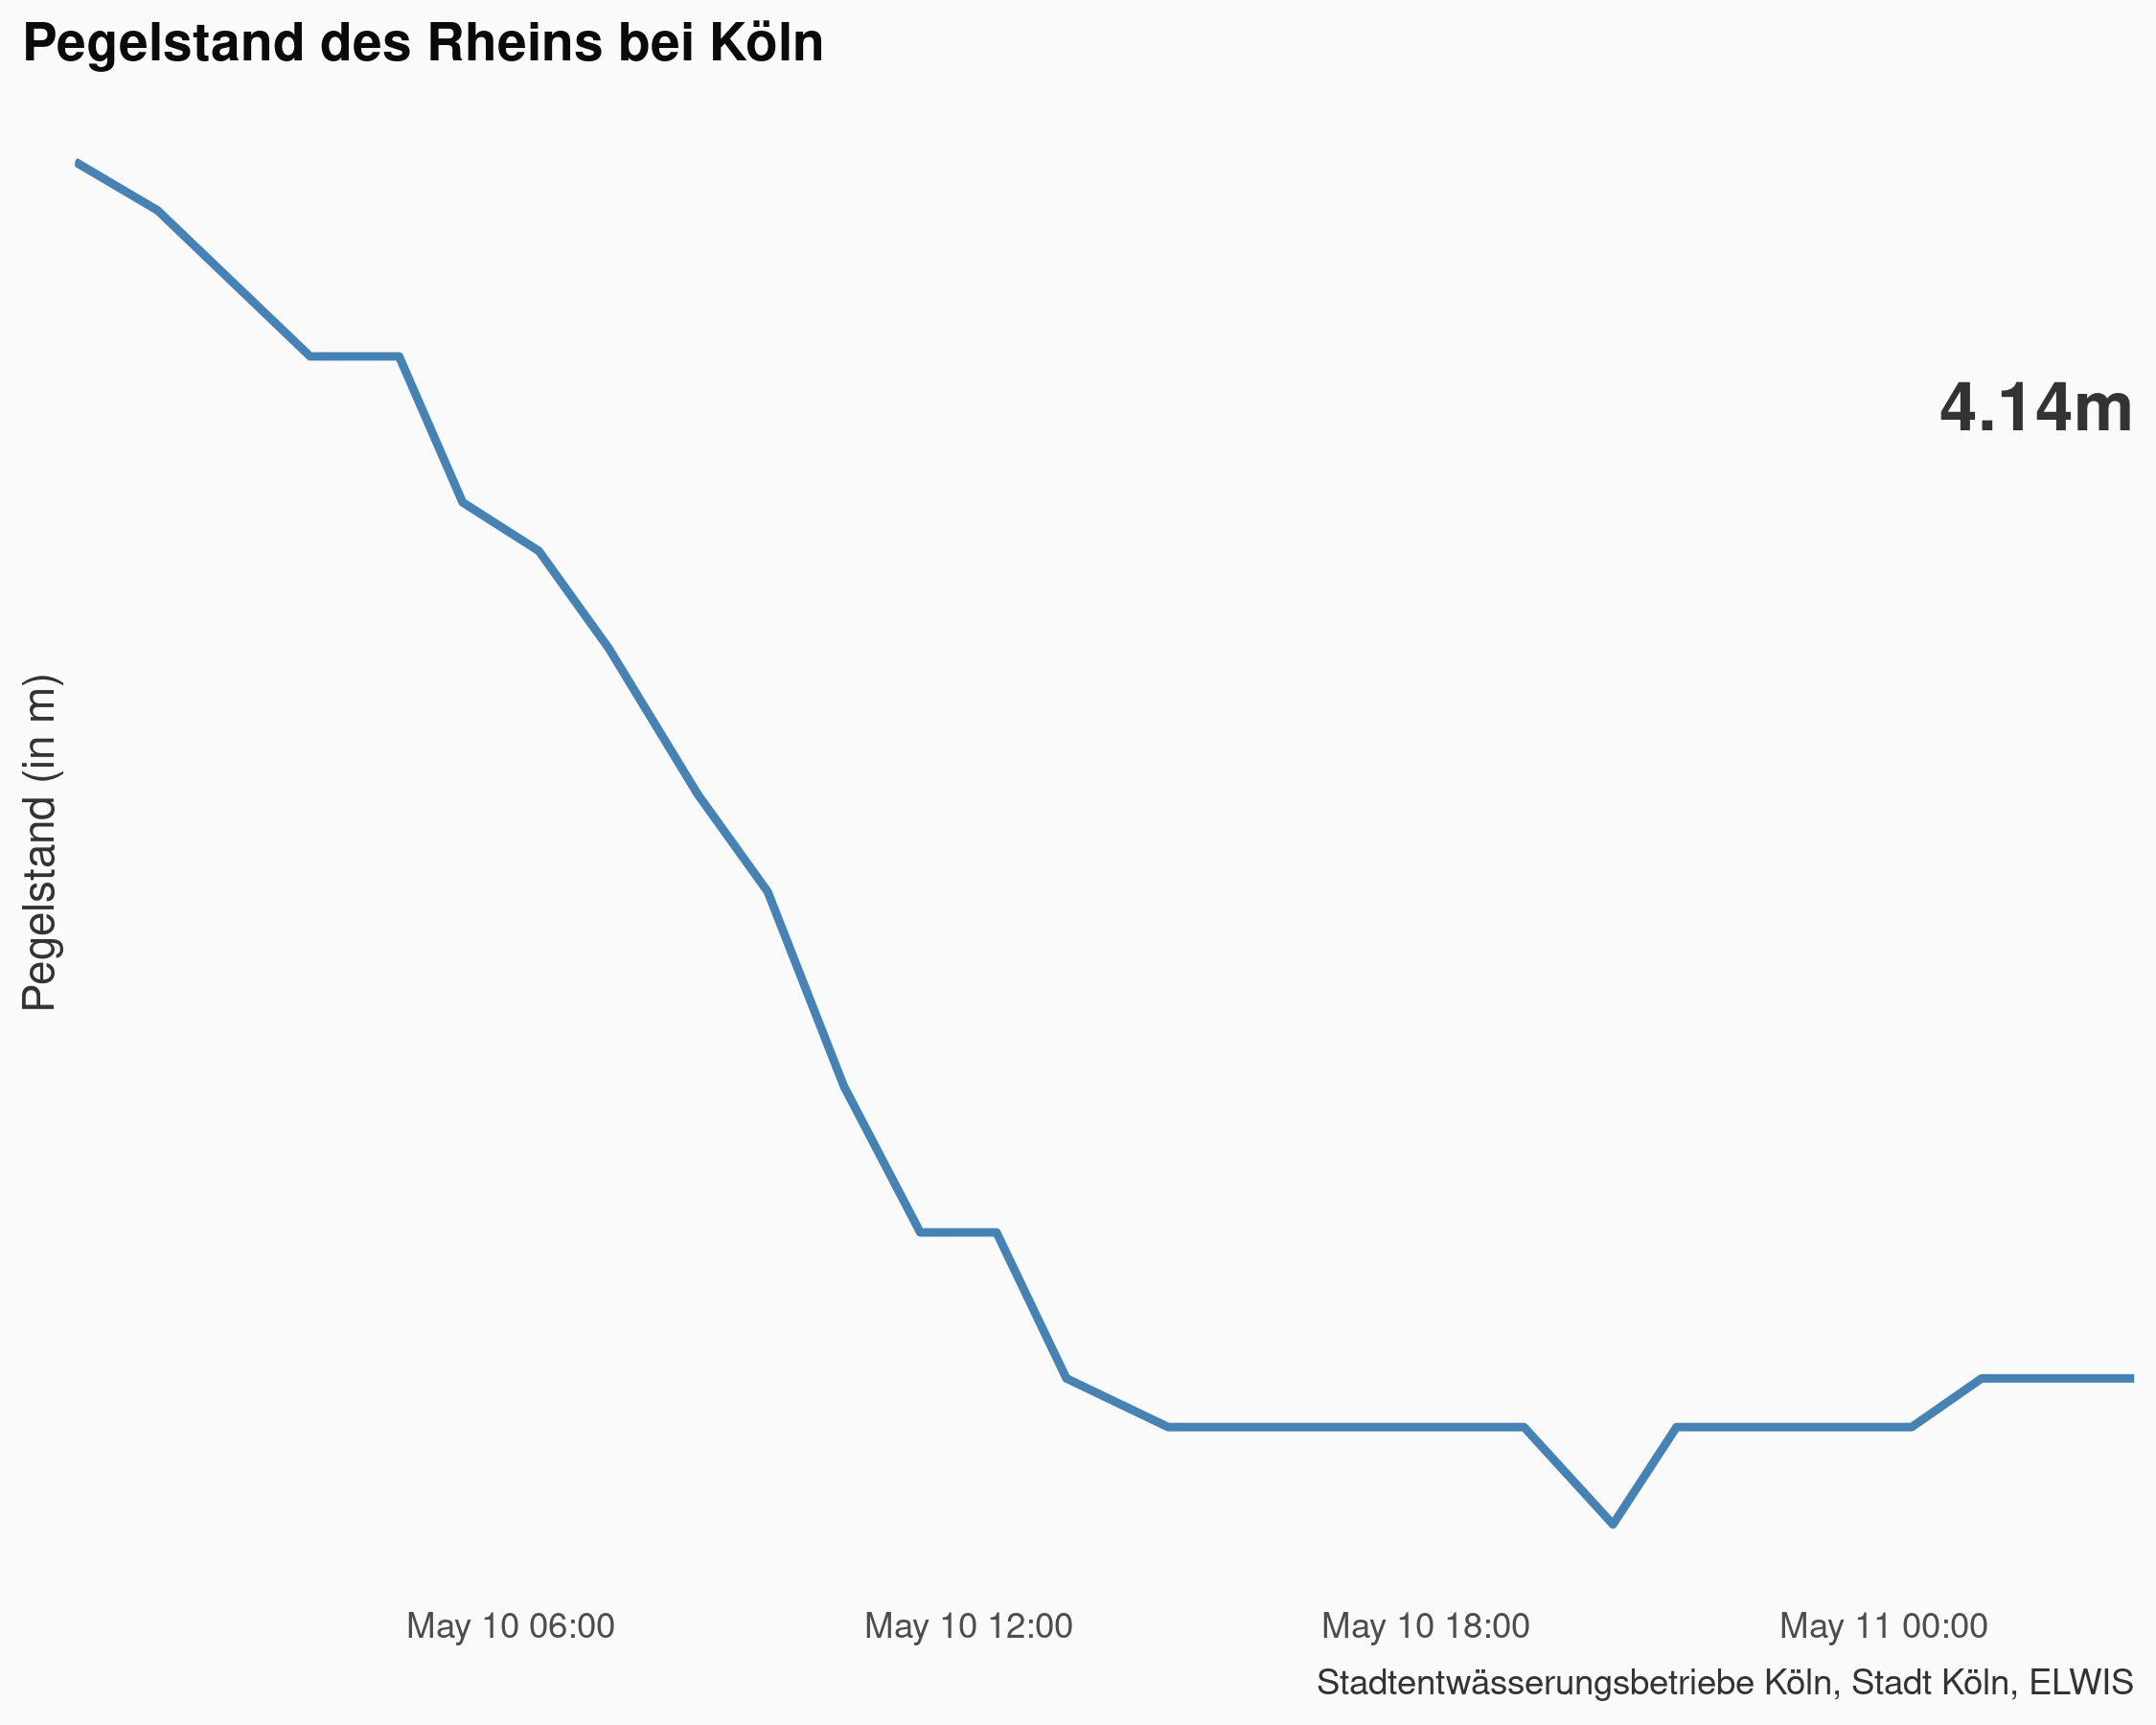 Pegelstand des Rheins bei Köln
4.14m
Pegelstand (in m)
May 10 06:00
May 10 12:00
May 10 18:00
May 11 00:00
Stadtentwässerungsbetriebe Köln, Stadt Köln, ELWIS